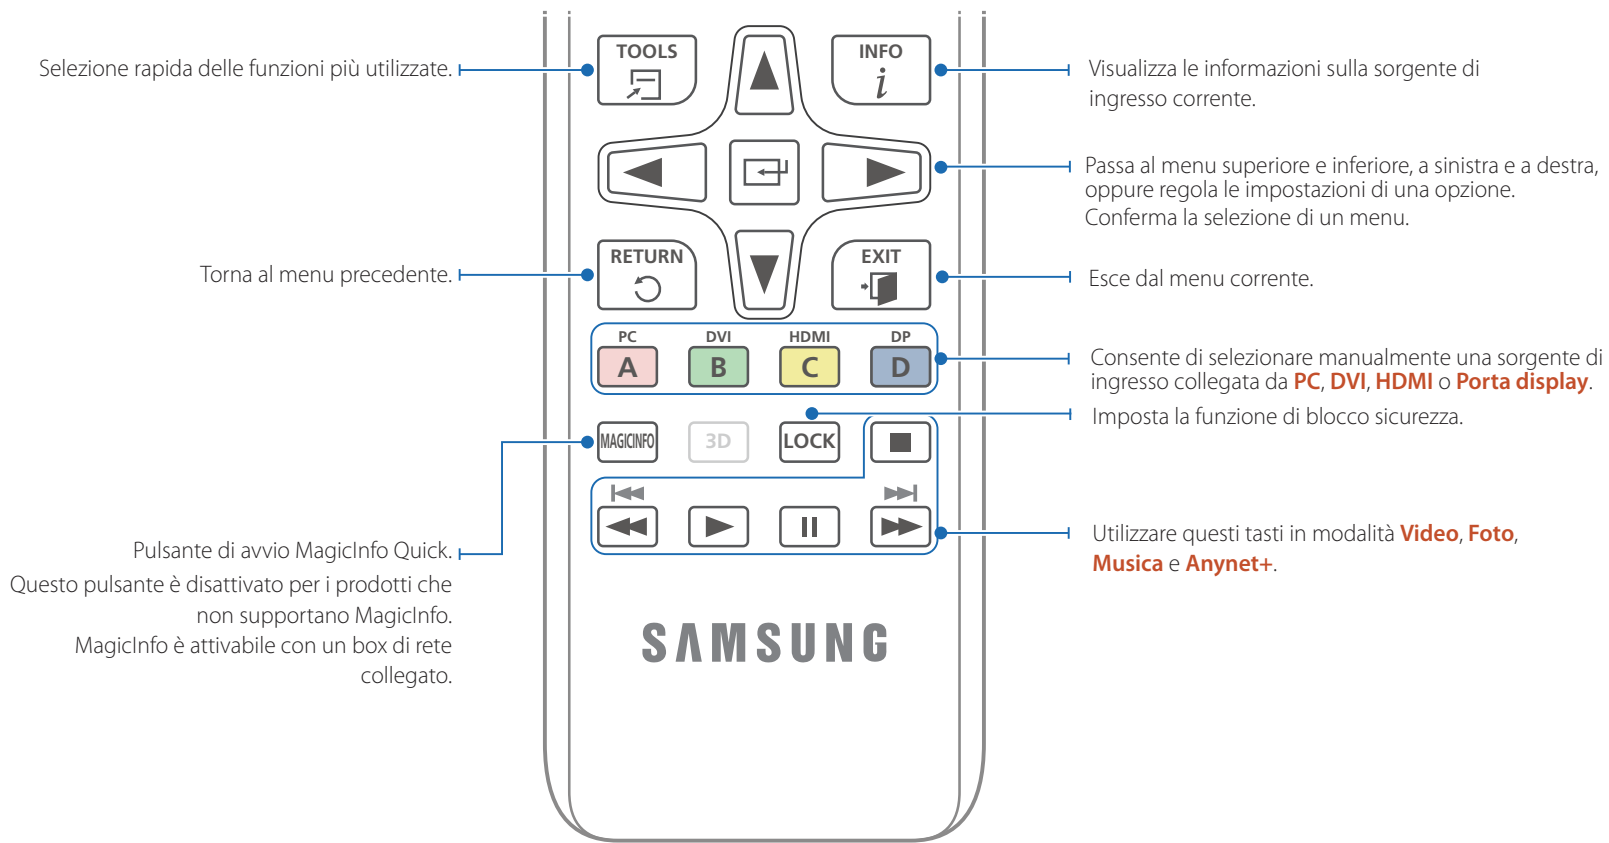 TOOLS
INFO
i
Selezione rapida delle funzioni più utilizzate.
Visualizza le informazioni sulla sorgente di
ingresso corrente.
Passa al menu superiore e inferiore, a sinistra e a destra,
oppure regola le impostazioni di una opzione.
Conferma la selezione di un menu.
RETURN
EXIT
Torna al menu precedente.
Esce dal menu corrente.
PC DVI HDMI DP
A B C D
Consente di selezionare manualmente una sorgente di
ingresso collegata da PC, DVI, HDMI o Porta display.
Imposta la funzione di blocco sicurezza.
MAGICINFO 3D LOCK
Utilizzare questi tasti in modalità Video, Foto,
Musica e Anynet+.
Pulsante di avvio MagicInfo Quick.
Questo pulsante è disattivato per i prodotti che
non supportano MagicInfo.
MagicInfo è attivabile con un box di rete
collegato.
SAMSUNG